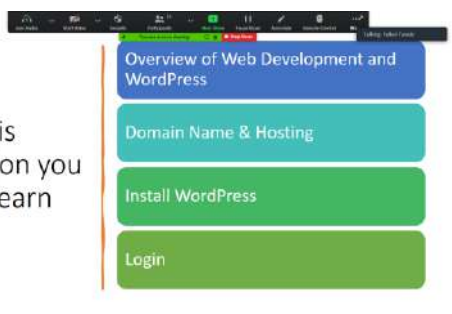 Overview of Web Development and
WordPress
is
Domain Name & Hosting
on you
earn
Install WordPress
Login